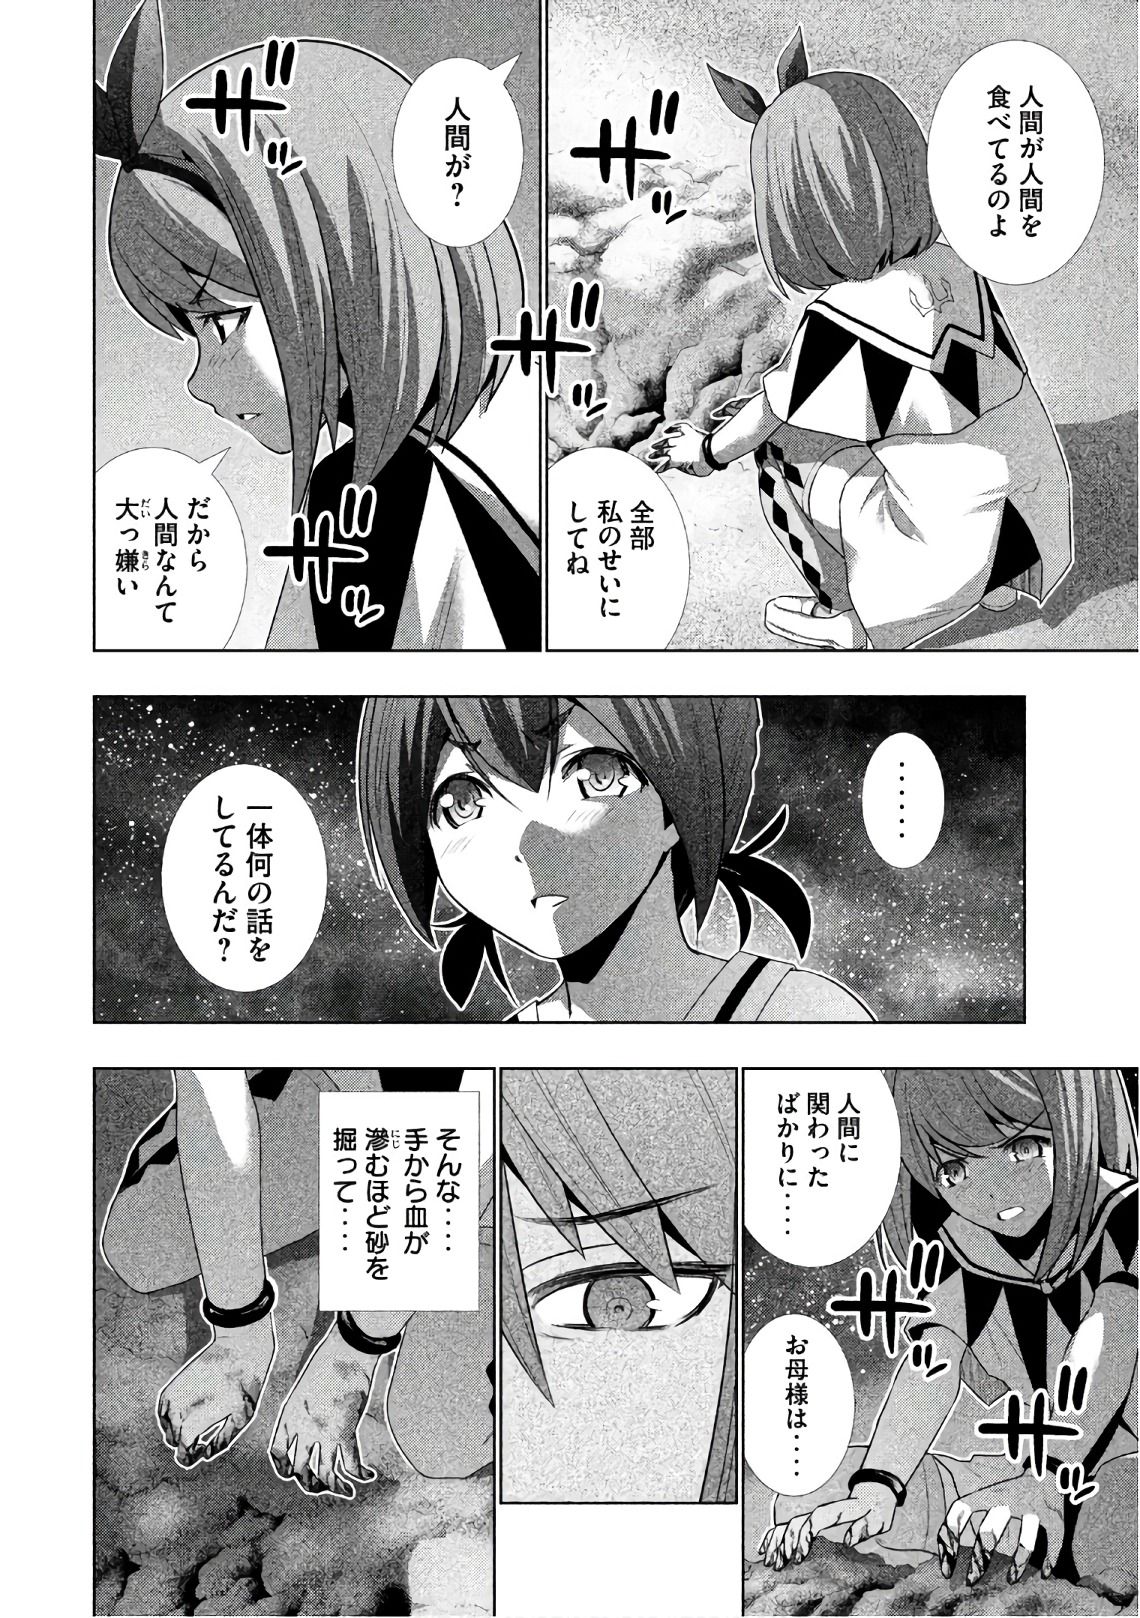 人間が人間を
食べてるのよ
ザッ
ザッ
全部
私のせいに
してね
人間が?
ザッ
ザッ
だから
人間なんて
大っ嫌い
‥‥‥
一体何の話を
してるんだ?
人間に
関わった
ばかりに‥‥
ザッ
お母様は‥‥
ザッ
そんな‥‥
手から血が
滲むほど砂を
掘って‥‥